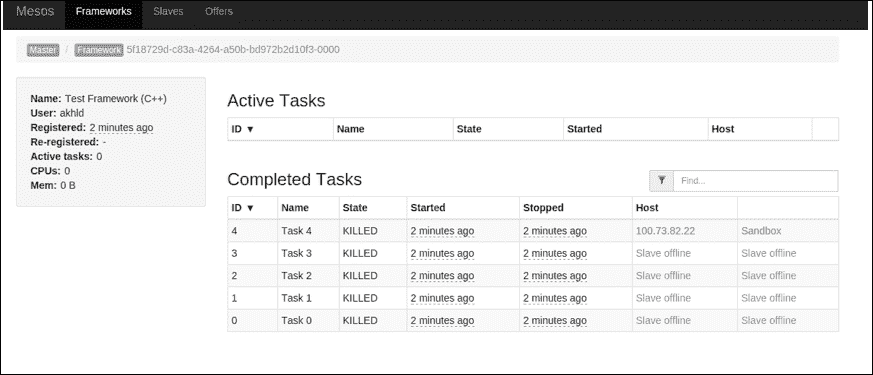 Mesos Frameworks Slaves Offers
Master / Framework 5f18729d-c83a-4264-a50b-bd972b2d10f3-0000
Name: Test Framework (C++)
User: akhld
Registered: 2 minutes ago
Re-registered: -
Active tasks: 0
CPUs: 0
Mem: 0 B
Active Tasks
ID ▼ Name State Started Host
Completed Tasks
Find...
ID ▼ Name State Started Stopped Host
4 Task 4 KILLED 2 minutes ago 2 minutes ago 100.73.82.22 Sandbox
3 Task 3 KILLED 2 minutes ago 2 minutes ago Slave offline Slave offline
2 Task 2 KILLED 2 minutes ago 2 minutes ago Slave offline Slave offline
1 Task 1 KILLED 2 minutes ago 2 minutes ago Slave offline Slave offline
0 Task 0 KILLED 2 minutes ago 2 minutes ago Slave offline Slave offline